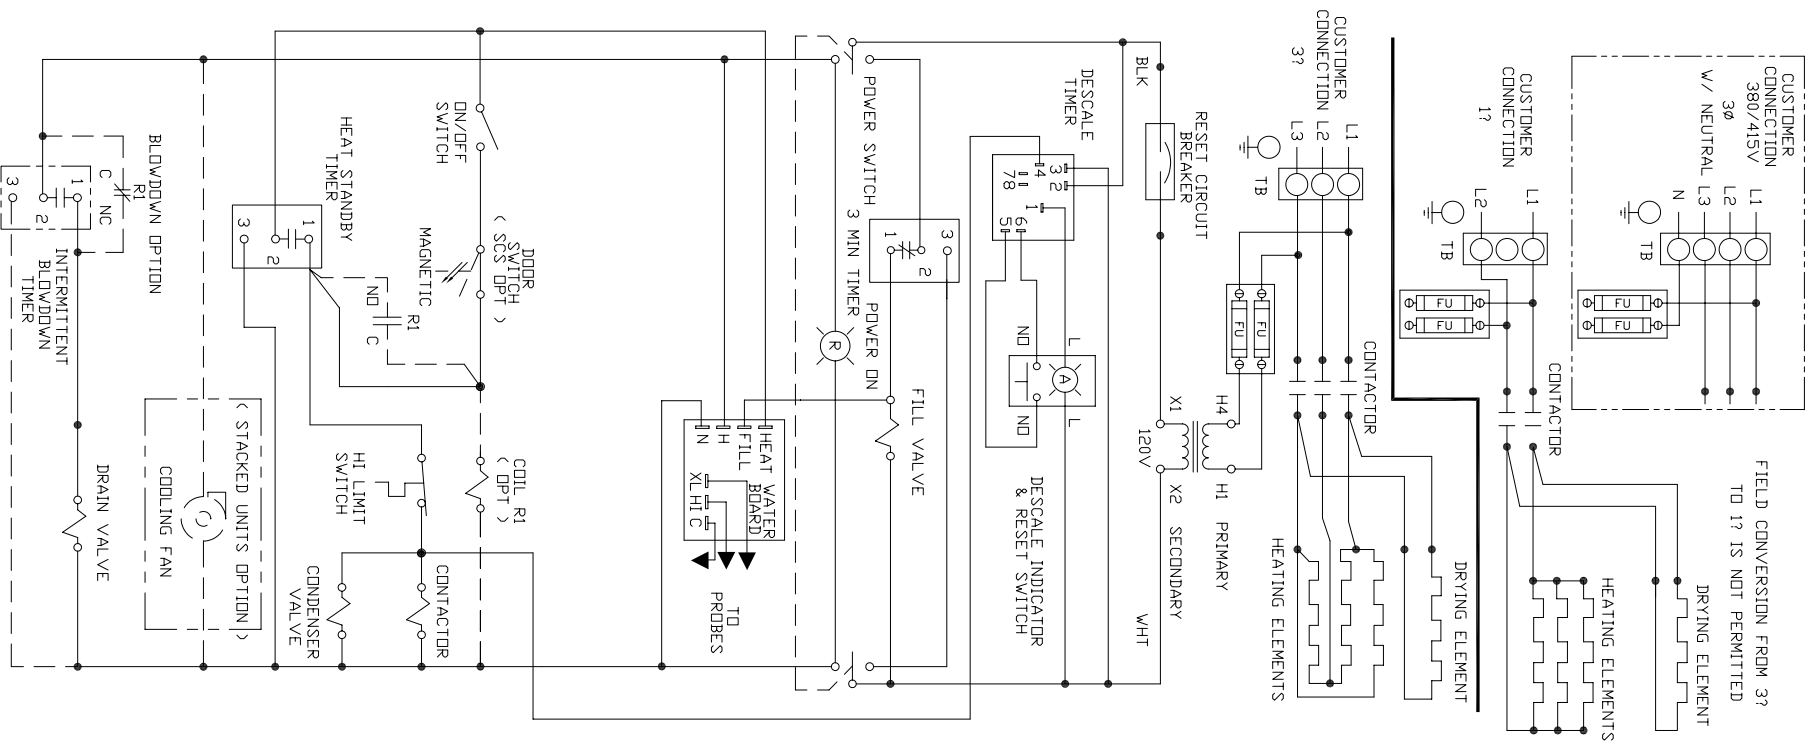 CUSTOMER
CONNECTION
380/415V
3Ø
W/ NEUTRAL
L1
L2
L3
N
TB
FU
FU
CUSTOMER
CONNECTION
1?
L1
L2
TB
FU
FU
CONTACTOR
FIELD CONVERSION FROM 3?
TO 1? IS NOT PERMITTED
DRYING ELEMENT
HEATING ELEMENTS
CUSTOMER
CONNECTION
3?
L1
L2
L3
TB
FU
FU
CONTACTOR
DRYING ELEMENT
HEATING ELEMENTS
H4
H1
PRIMARY
X1
X2
SECONDARY
120V
BLK
WHT
RESET CIRCUIT
BREAKER
DESCALE
TIMER
3
2
4
7
8
1
6
5
L
L
A
NO
NO
DESCALE INDICATOR
& RESET SWITCH
POWER SWITCH
3 MIN TIMER
3
2
1
FILL VALVE
POWER ON
R
WATER
BOARD
HEAT
FILL
H
N
XL
HI
C
TO
PROBES
ON/OFF
SWITCH
DOOR
SWITCH
( SCS OPT )
MAGNETIC
COIL R1
( OPT )
HEAT STANDBY
TIMER
1
2
3
R1
NO
C
HI LIMIT
SWITCH
CONTACTOR
CONDENSER
VALVE
( STACKED UNITS OPTION )
COOLING FAN
BLOWDOWN OPTION
R1
C
NC
1
2
3
INTERMITTENT
BLOWDOWN
TIMER
DRAIN VALVE